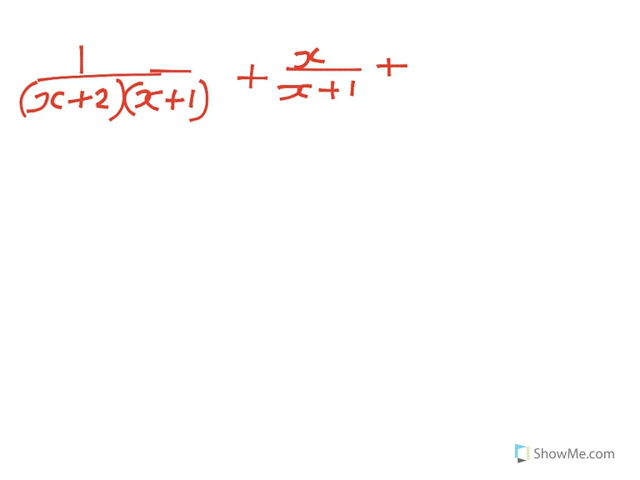 1/((x+2)(x+1)) + x/(x+1) +
ShowMe.com